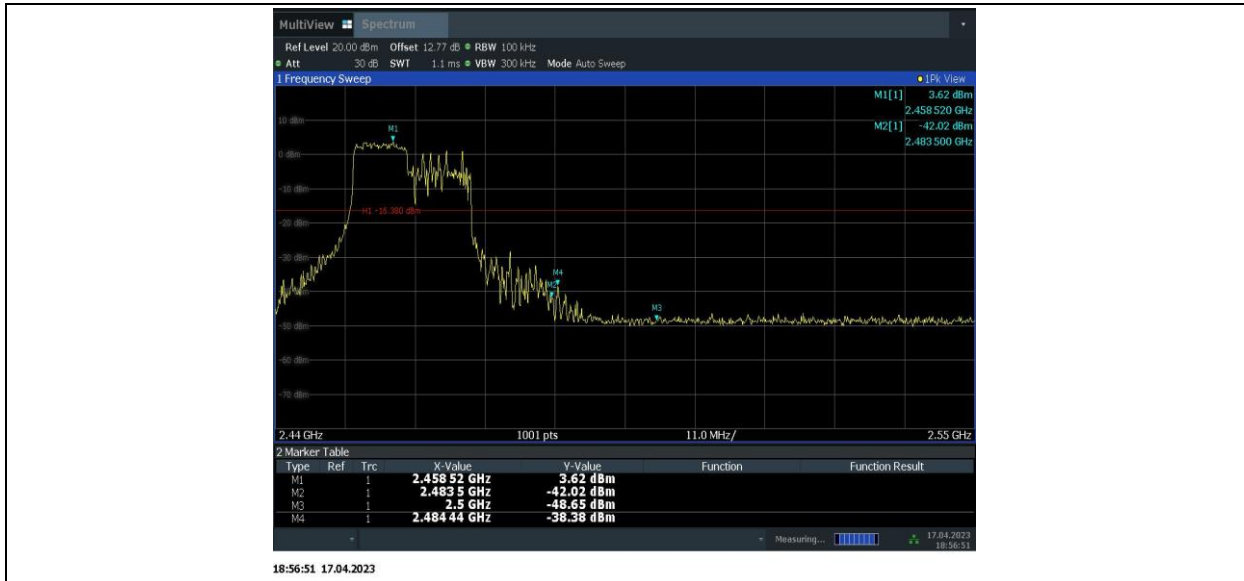 MultiView Spectrum
Ref Level 20.00 dBm Offset 12.77 dB RBW 100 kHz
Att 30 dB SWT 1.1 ms VBW 300 kHz Mode Auto Sweep
1 Frequency Sweep 1Pk View
M1[1] 3.62 dBm
2.458520 GHz
M2[1] -42.02 dBm
2.483500 GHz
10 dBm
M1
0 dBm
-10 dBm
H1 -16.380 dBm
-20 dBm
-30 dBm
M4
M2
M3
-50 dBm
-60 dBm
-70 dBm
2.44 GHz 1001 pts 11.0 MHz/ 2.55 GHz
2 Marker Table
Type Ref Trc X-Value Y-Value Function Function Result
M1 1 2.458 52 GHz 3.62 dBm
M2 1 2.483 5 GHz -42.02 dBm
M3 1 2.5 GHz -48.65 dBm
M4 1 2.484 44 GHz -38.38 dBm
Measuring... 17.04.2023
18:56:51
18:56:51 17.04.2023